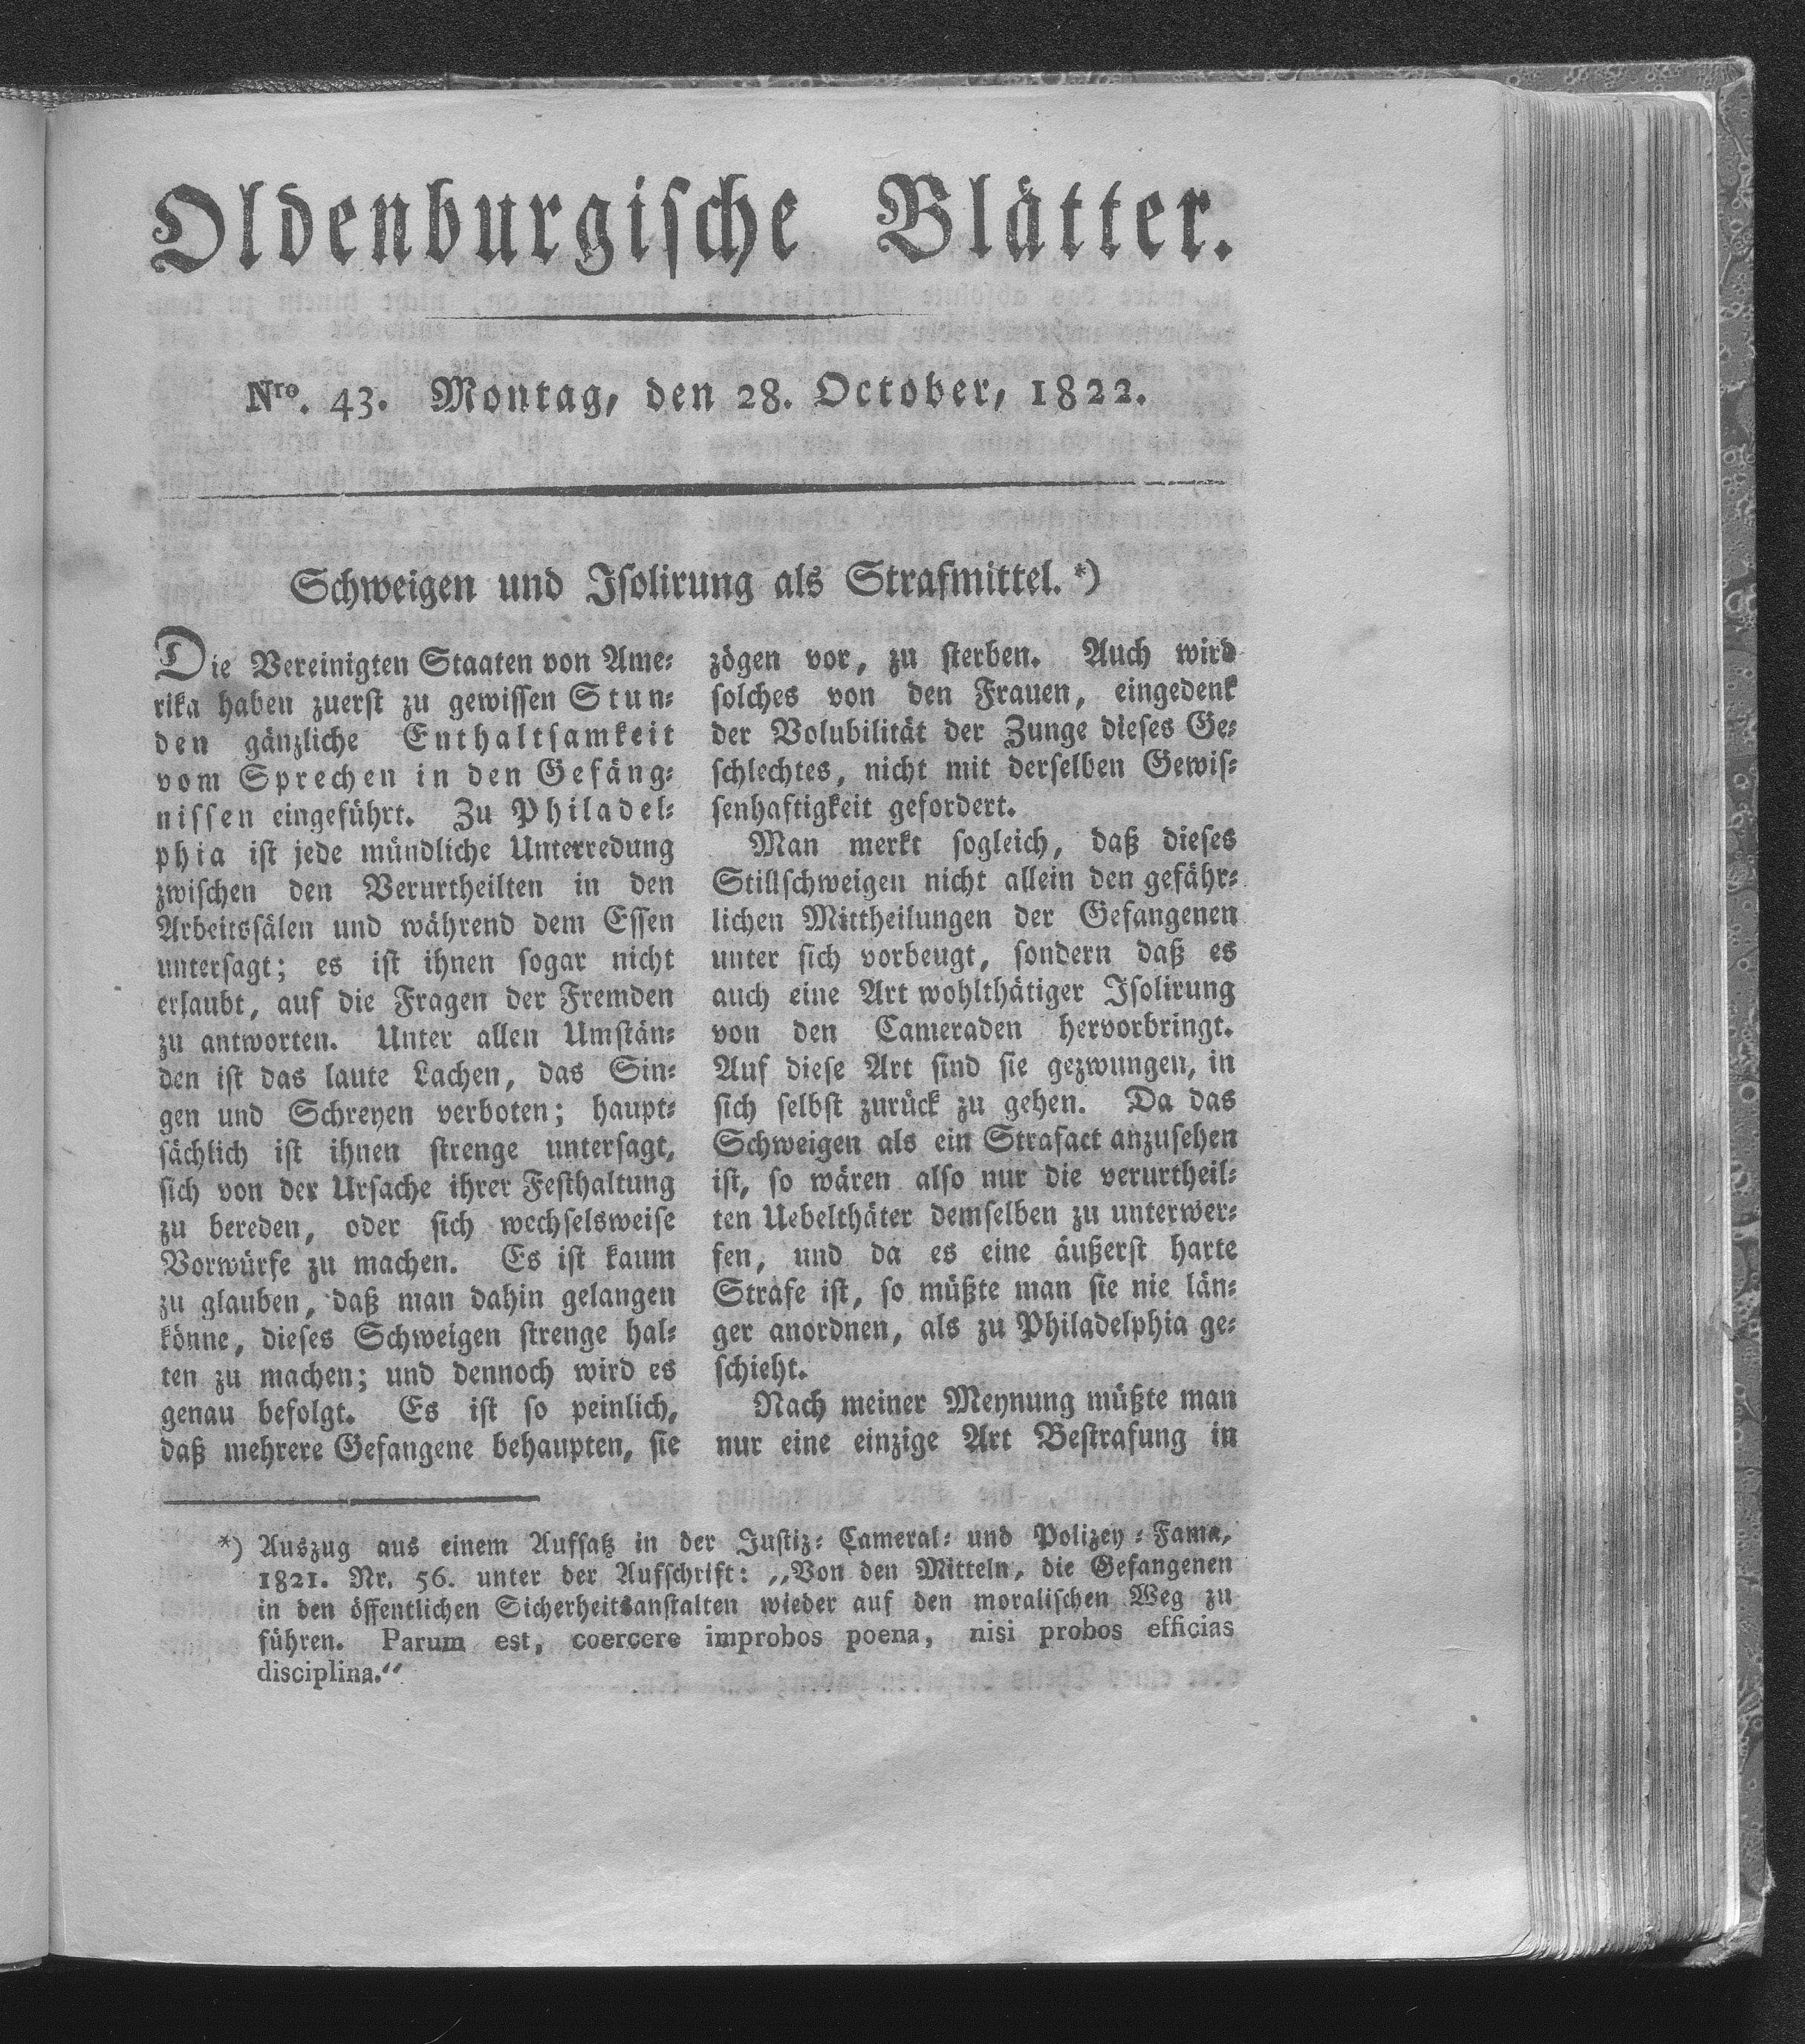 Oldenburgische Blätter.
Nro. 43. Montag, den 28. October, 1822.
Schweigen und Isolirung als Strafmittel. *)
Die Vereinigten Staaten von Ame-
rika haben zuerst zu gewissen Stun-
den gänzliche Enthaltsamkeit
vom Sprechen in den Gefäng-
nissen eingeführt. Zu Philadel-
phia ist jede mündliche Unterredung
zwischen den Verurtheilten in den
Arbeitssälen und während dem Essen
untersagt; es ist ihnen sogar nicht
erlaubt, auf die Fragen der Fremden
zu antworten. Unter allen Umstän-
den ist das laute Lachen, das Sin-
gen und Schreyen verboten; haupt-
sächlich ist ihnen strenge untersagt,
sich von der Ursache ihrer Festhaltung
zu bereden, oder sich wechselsweise
Vorwürfe zu machen. Es ist kaum
zu glauben, daß man dahin gelangen
könne, dieses Schweigen strenge hal-
ten zu machen; und dennoch wird es
genau befolgt. Es ist so peinlich,
daß mehrere Gefangene behaupten, sie
zögen vor, zu sterben. Auch wird
solches von den Frauen, eingedenk
der Volubilität der Zunge dieses Ge-
schlechtes, nicht mit derselben Gewis-
senhaftigkeit gefordert.
Man merkt sogleich, daß dieses
Stillschweigen nicht allein den gefähr-
lichen Mittheilungen der Gefangenen
unter sich vorbeugt, sondern daß es
auch eine Art wohlthätiger Isolirung
von den Cameraden hervorbringt.
Auf diese Art sind sie gezwungen, in
sich selbst zurück zu gehen. Da das
Schweigen als ein Strafact anzusehen
ist, so wären also nur die verurtheil-
ten Uebelthäter demselben zu unterwer-
fen, und da es eine äußerst harte
Strafe ist, so müßte man sie nie län-
ger anordnen, als zu Philadelphia ge-
schieht.
Nach meiner Meynung müßte man
nur eine einzige Art Bestrafung in
*) Auszug aus einem Aufsatz in der Justiz- Cameral- und Polizey-Fama,
1821. Nr. 56. unter der Aufschrift: „Von den Mitteln, die Gefangenen
in den öffentlichen Sicherheitsanstalten wieder auf den moralischen Weg zu
führen. Parum est, coercere improbos poena, nisi probos efficias
disciplina.“